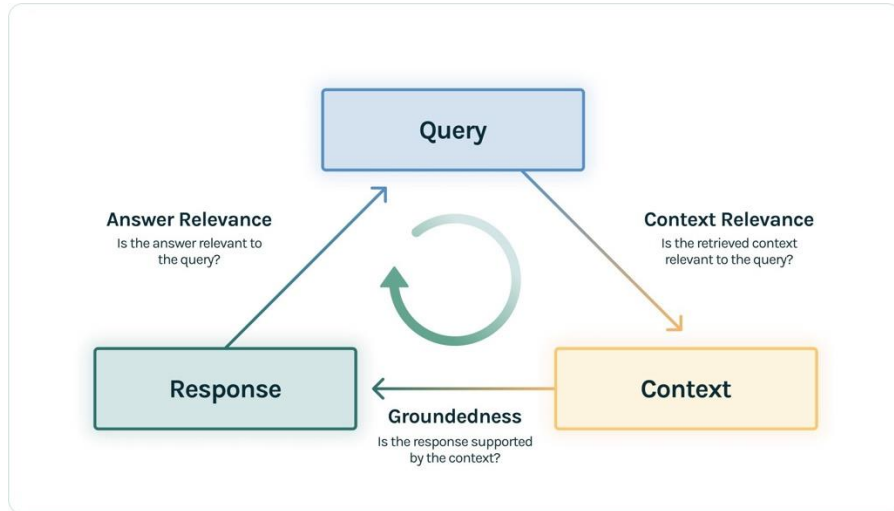 Query
Answer Relevance
Is the answer relevant to
the query?
Context Relevance
Is the retrieved context
relevant to the query?
Response
Context
Groundedness
Is the response supported
by the context?